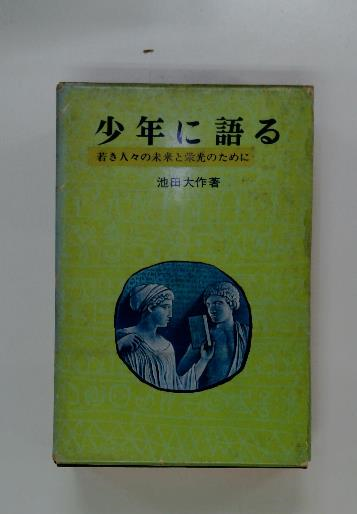 少年に語る
若き人々の未来と栄光のために
池田大作著